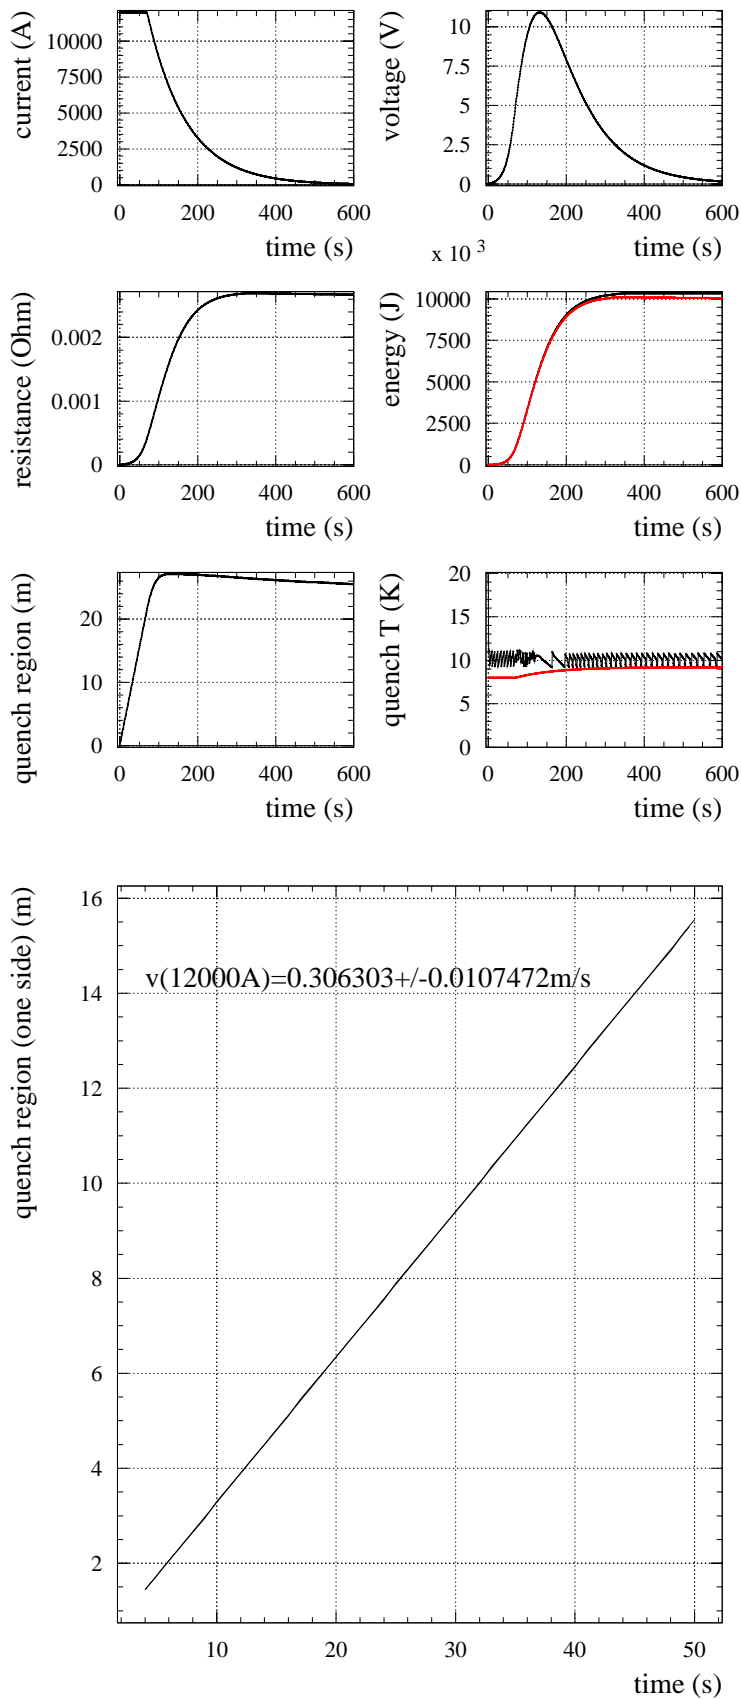 current (A)
10000
7500
5000
2500
0
0 200 400 600
time (s)
voltage (V)
10
7.5
5
2.5
0
0 200 400 600
time (s)
resistance (Ohm)
0.002
0.001
0
0 200 400 600
time (s)
x 10 3
energy (J)
10000
7500
5000
2500
0
0 200 400 600
time (s)
quench region (m)
20
10
0
0 200 400 600
time (s)
quench T (K)
20
15
10
5
0
0 200 400 600
time (s)
quench region (one side) (m)
16
14
12
10
8
6
4
2
v(12000A)=0.306303+/-0.0107472m/s
10 20 30 40 50
time (s)